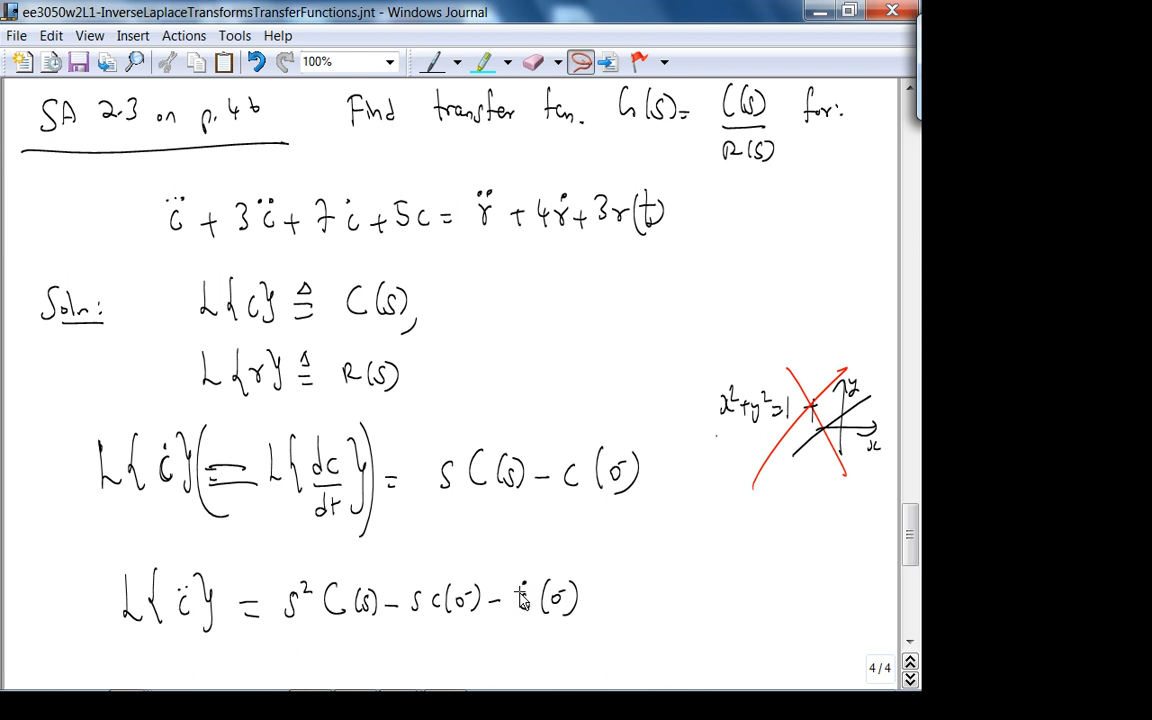 ee3050w2L1-InverseLaplaceTransformsTransferFunctions.jnt - Windows Journal
File Edit View Insert Actions Tools Help
100%
SA 2.3 on p. 46 Find transfer fcn. G(s)= C(s)/R(s) for:
c⃛ + 3c̈ + 7ċ + 5c = r̈ + 4ṙ + 3r(t)
Soln: L{c} ≜ C(s),
L{r} ≜ R(s)
x²+y²=1
y
x
L{ċ} (= L{dc/dt}) = sC(s) - c(0⁻)
L{c̈} = s²C(s) - sc(0⁻) - ċ(0⁻)
4 / 4